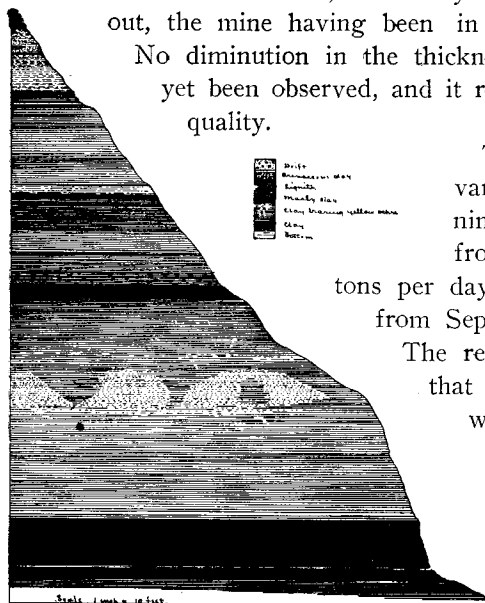 out, the mine having been in
No diminution in the thickn
yet been observed, and it r
quality.
Drift
Arenaceous clay
Lignite
Marly clay
Clay bearing yellow ochre
Clay
Bottom
T
var
nin
fro
tons per day
from Sep
The re
that
w
Scale 1 inch = 10 feet